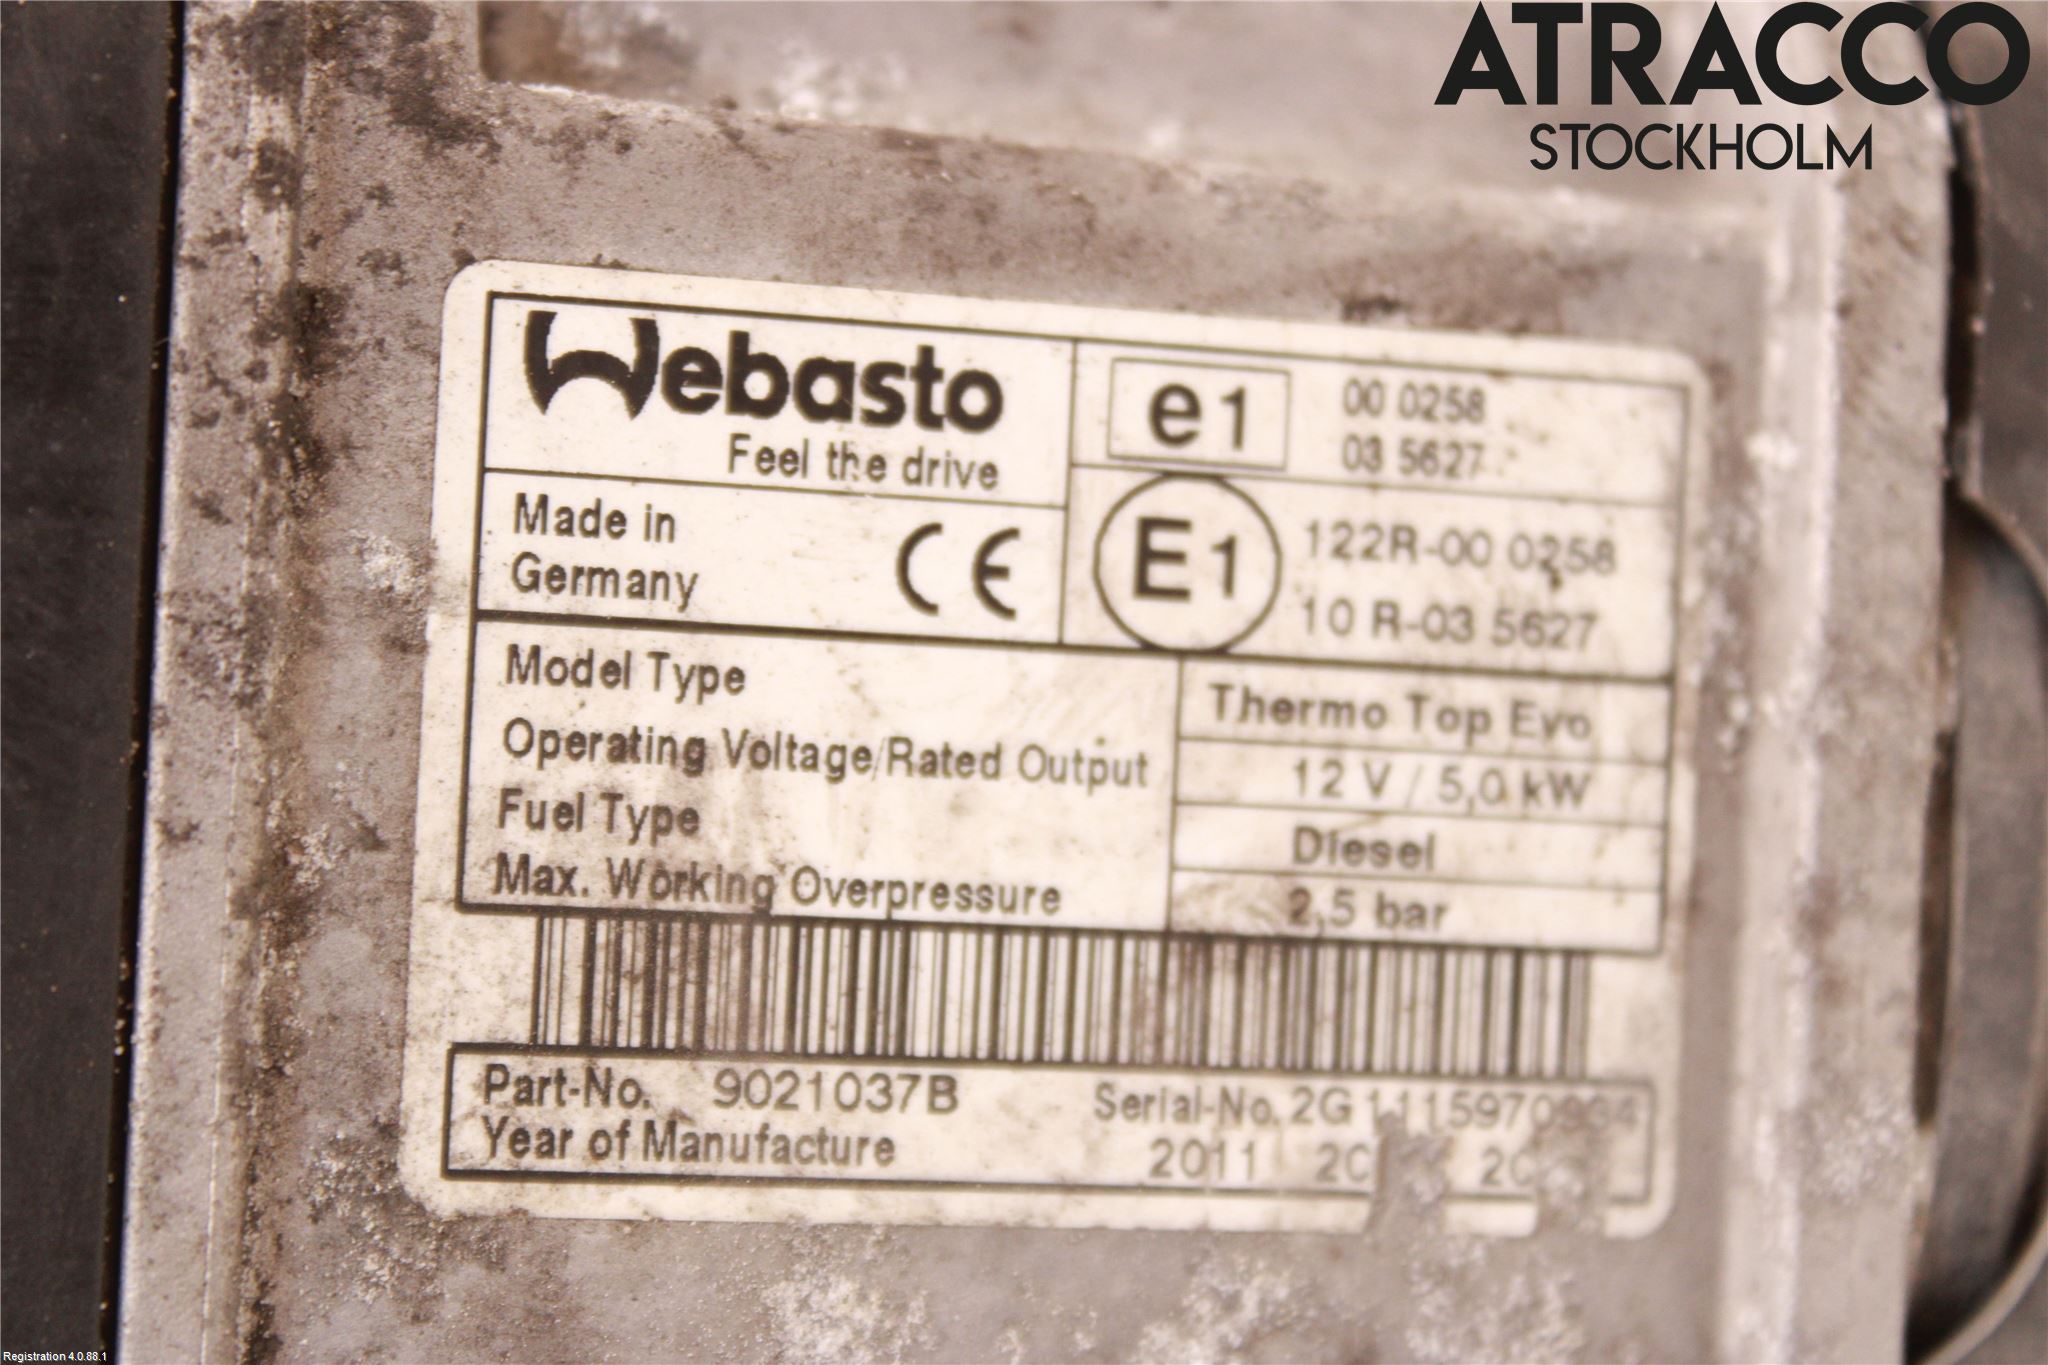 ATRACCO
STOCKHOLM
Webasto
Feel the drive
e1
00 0258
03 5627
Made in
Germany
CE
E1
122R-00 0258
10 R-03 5627
Model Type
Thermo Top Evo
Operating Voltage/Rated Output
12 V / 5,0 kW
Fuel Type
Diesel
Max. Working Overpressure
2,5 bar
Part-No. 9021037B
Serial-No.
Year of Manufacture
2011
Registration 4.0.88.1